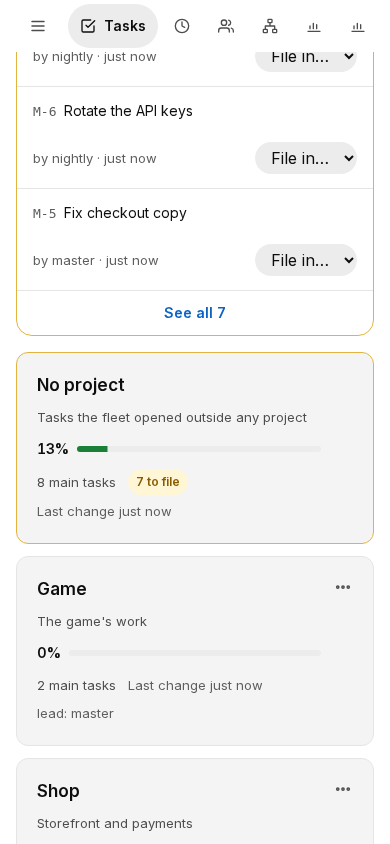 Tasks
by nightly · just now
File in…
M-6 Rotate the API keys
by nightly · just now
File in…
M-5 Fix checkout copy
by master · just now
File in…
See all 7
No project
Tasks the fleet opened outside any project
13%
8 main tasks 7 to file
Last change just now
Game
The game's work
0%
2 main tasks Last change just now
lead: master
Shop
Storefront and payments